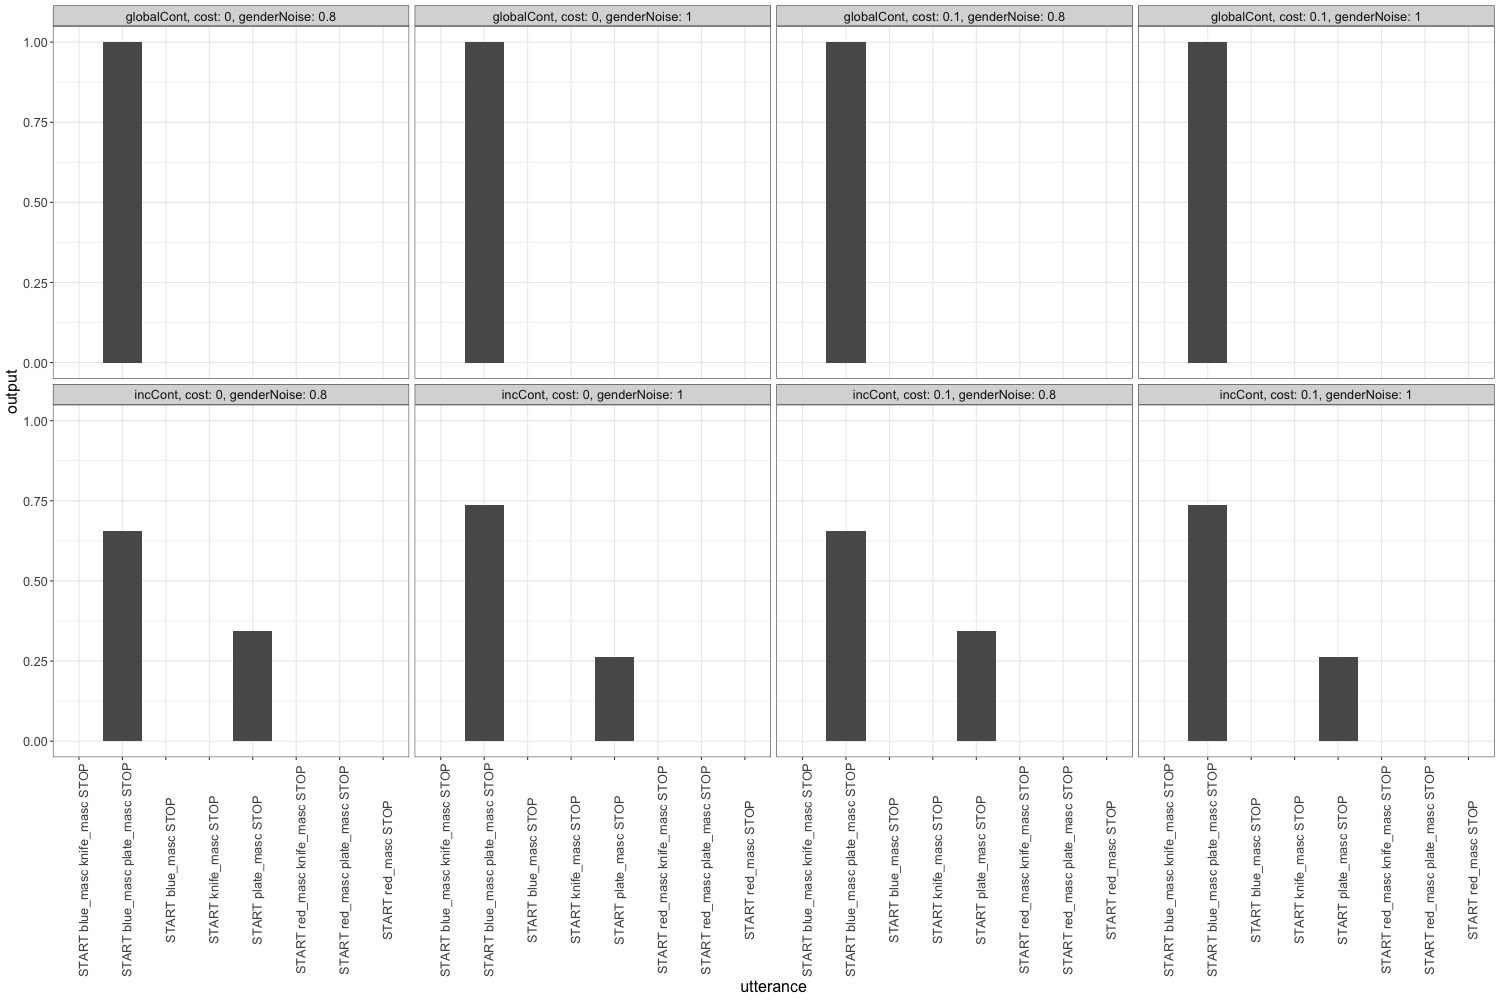 globalCont, cost: 0, genderNoise: 0.8
globalCont, cost: 0, genderNoise: 1
globalCont, cost: 0.1, genderNoise: 0.8
globalCont, cost: 0.1, genderNoise: 1
1.00
0.75
0.50
0.25
0.00
output
incCont, cost: 0, genderNoise: 0.8
incCont, cost: 0, genderNoise: 1
incCont, cost: 0.1, genderNoise: 0.8
incCont, cost: 0.1, genderNoise: 1
1.00
0.75
0.50
0.25
0.00
START blue_masc knife_masc STOP
START blue_masc plate_masc STOP
START blue_masc STOP
START knife_masc STOP
START plate_masc STOP
START red_masc knife_masc STOP
START red_masc plate_masc STOP
START red_masc STOP
START blue_masc knife_masc STOP
START blue_masc plate_masc STOP
START blue_masc STOP
START knife_masc STOP
START plate_masc STOP
START red_masc knife_masc STOP
START red_masc plate_masc STOP
START red_masc STOP
START blue_masc knife_masc STOP
START blue_masc plate_masc STOP
START blue_masc STOP
START knife_masc STOP
START plate_masc STOP
START red_masc knife_masc STOP
START red_masc plate_masc STOP
START red_masc STOP
START blue_masc knife_masc STOP
START blue_masc plate_masc STOP
START blue_masc STOP
START knife_masc STOP
START plate_masc STOP
START red_masc knife_masc STOP
START red_masc plate_masc STOP
START red_masc STOP
utterance